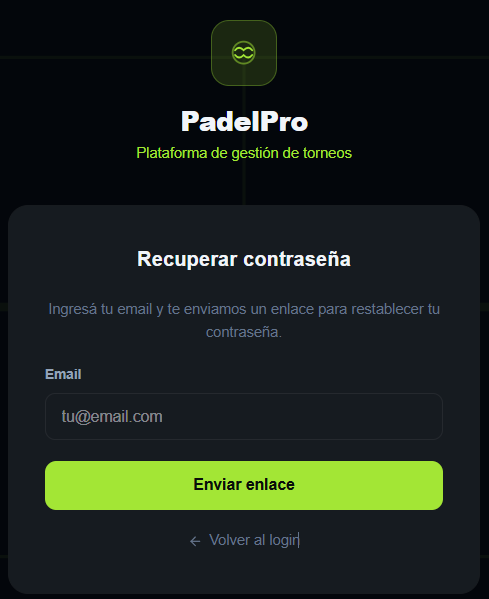 PadelPro
Plataforma de gestión de torneos
Recuperar contraseña
Ingresá tu email y te enviamos un enlace para restablecer tu
contraseña.
Email
tu@email.com
Enviar enlace
← Volver al login